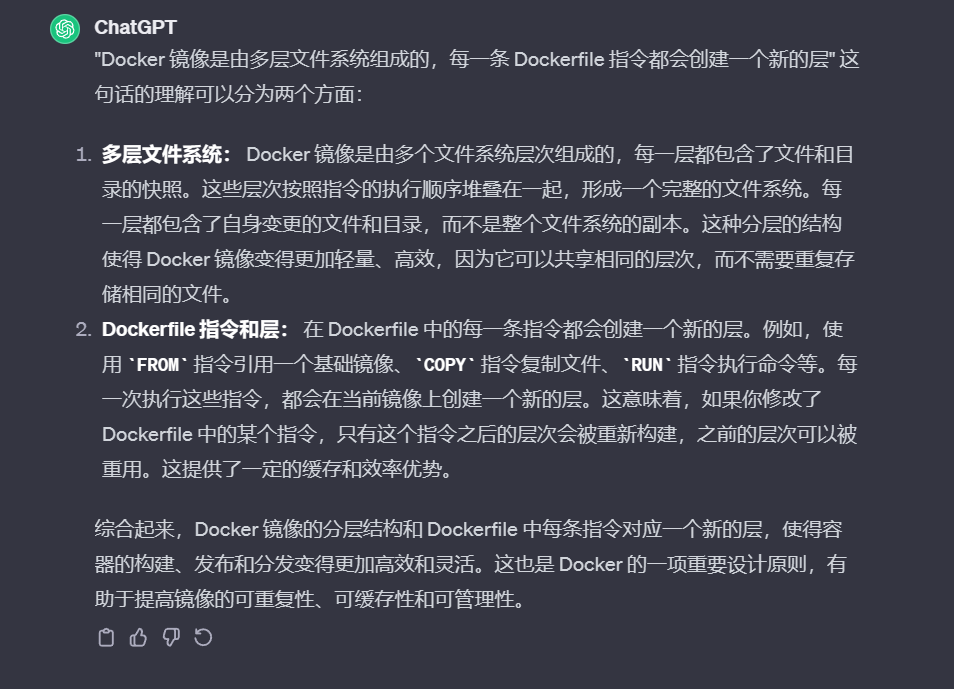 ChatGPT
"Docker 镜像是由多层文件系统组成的，每一条 Dockerfile 指令都会创建一个新的层" 这
句话的理解可以分为两个方面：
1. 多层文件系统： Docker 镜像是由多个文件系统层次组成的，每一层都包含了文件和目
录的快照。这些层次按照指令的执行顺序堆叠在一起，形成一个完整的文件系统。每
一层都包含了自身变更的文件和目录，而不是整个文件系统的副本。这种分层的结构
使得 Docker 镜像变得更加轻量、高效，因为它可以共享相同的层次，而不需要重复存
储相同的文件。
2. Dockerfile 指令和层： 在 Dockerfile 中的每一条指令都会创建一个新的层。例如，使
用 `FROM` 指令引用一个基础镜像、`COPY` 指令复制文件、`RUN` 指令执行命令等。每
一次执行这些指令，都会在当前镜像上创建一个新的层。这意味着，如果你修改了
Dockerfile 中的某个指令，只有这个指令之后的层次会被重新构建，之前的层次可以被
重用。这提供了一定的缓存和效率优势。
综合起来，Docker 镜像的分层结构和 Dockerfile 中每条指令对应一个新的层，使得容
器的构建、发布和分发变得更加高效和灵活。这也是 Docker 的一项重要设计原则，有
助于提高镜像的可重复性、可缓存性和可管理性。